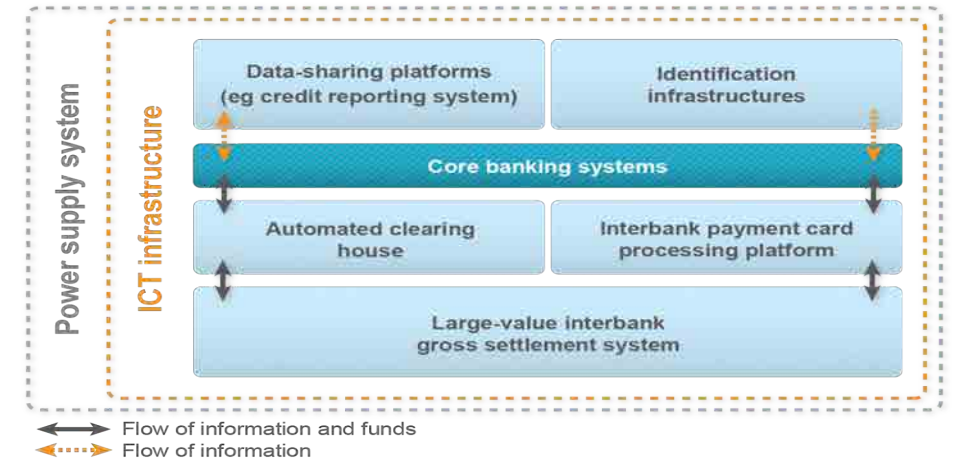 Power supply system
ICT infrastructure
Data-sharing platforms
(eg credit reporting system)
Identification
infrastructures
Core banking systems
Automated clearing
house
Interbank payment card
processing platform
Large-value interbank
gross settlement system
Flow of information and funds
Flow of information